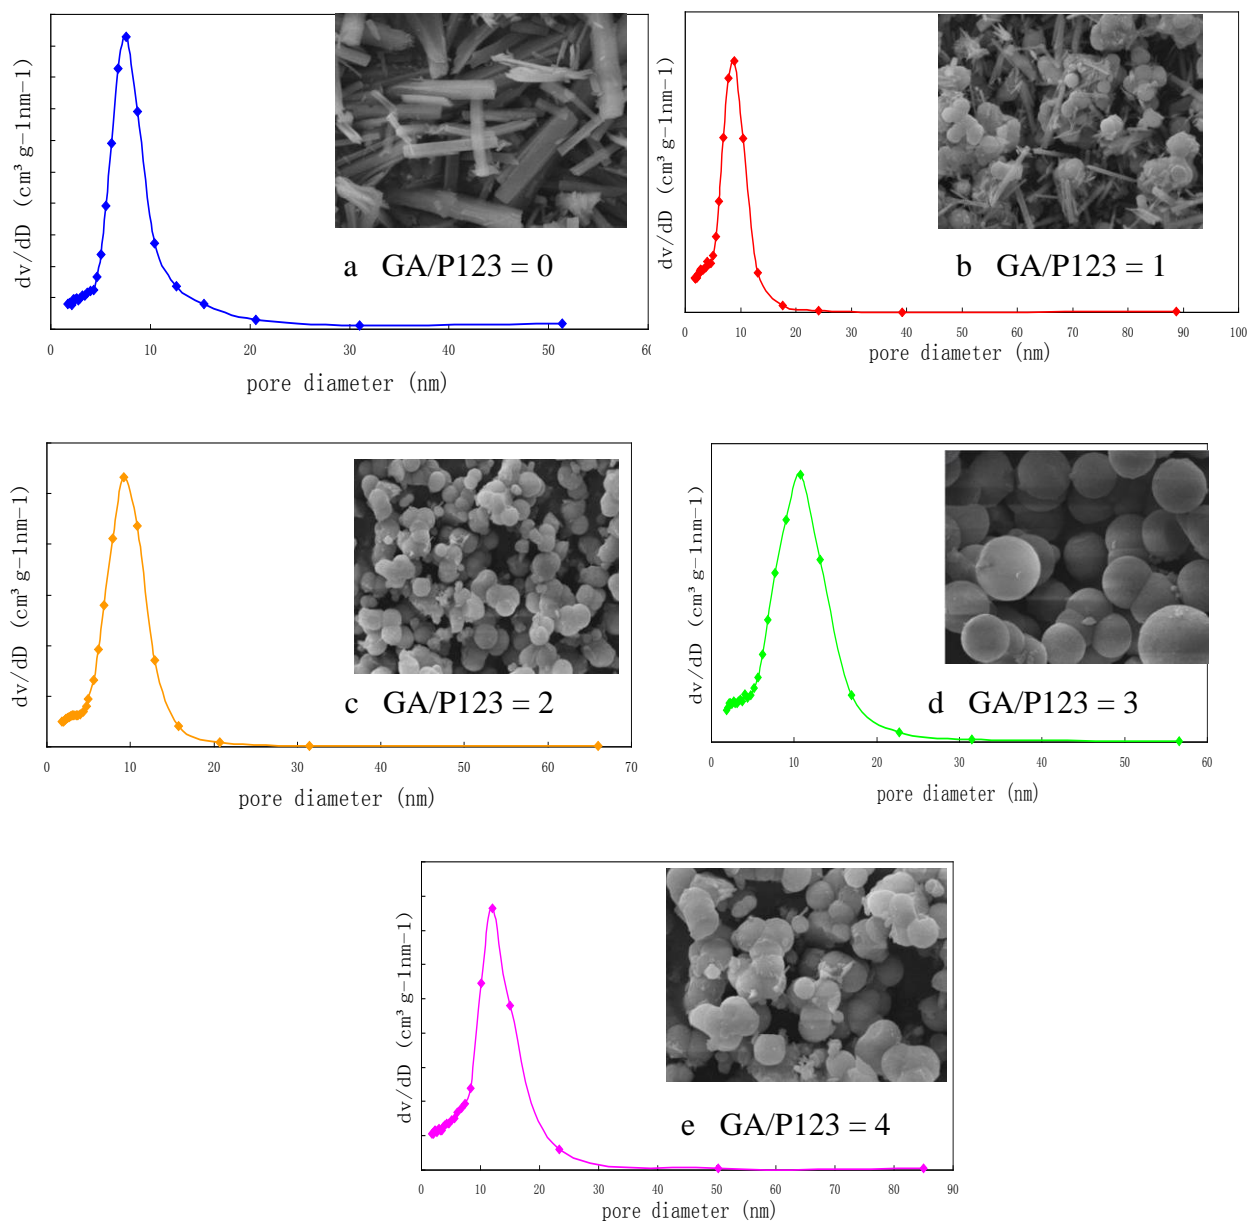 dv/dD (cm³ g−1nm−1)
a GA/P123 = 0
0 10 20 30 40 50 60
pore diameter (nm)
dv/dD (cm³ g−1nm−1)
b GA/P123 = 1
0 10 20 30 40 50 60 70 80 90 100
pore diameter (nm)
dv/dD (cm³ g−1nm−1)
c GA/P123 = 2
0 10 20 30 40 50 60 70
pore diameter (nm)
dv/dD (cm³ g−1nm−1)
d GA/P123 = 3
0 10 20 30 40 50 60
pore diameter (nm)
dv/dD (cm³ g−1nm−1)
e GA/P123 = 4
0 10 20 30 40 50 60 70 80 90
pore diameter (nm)